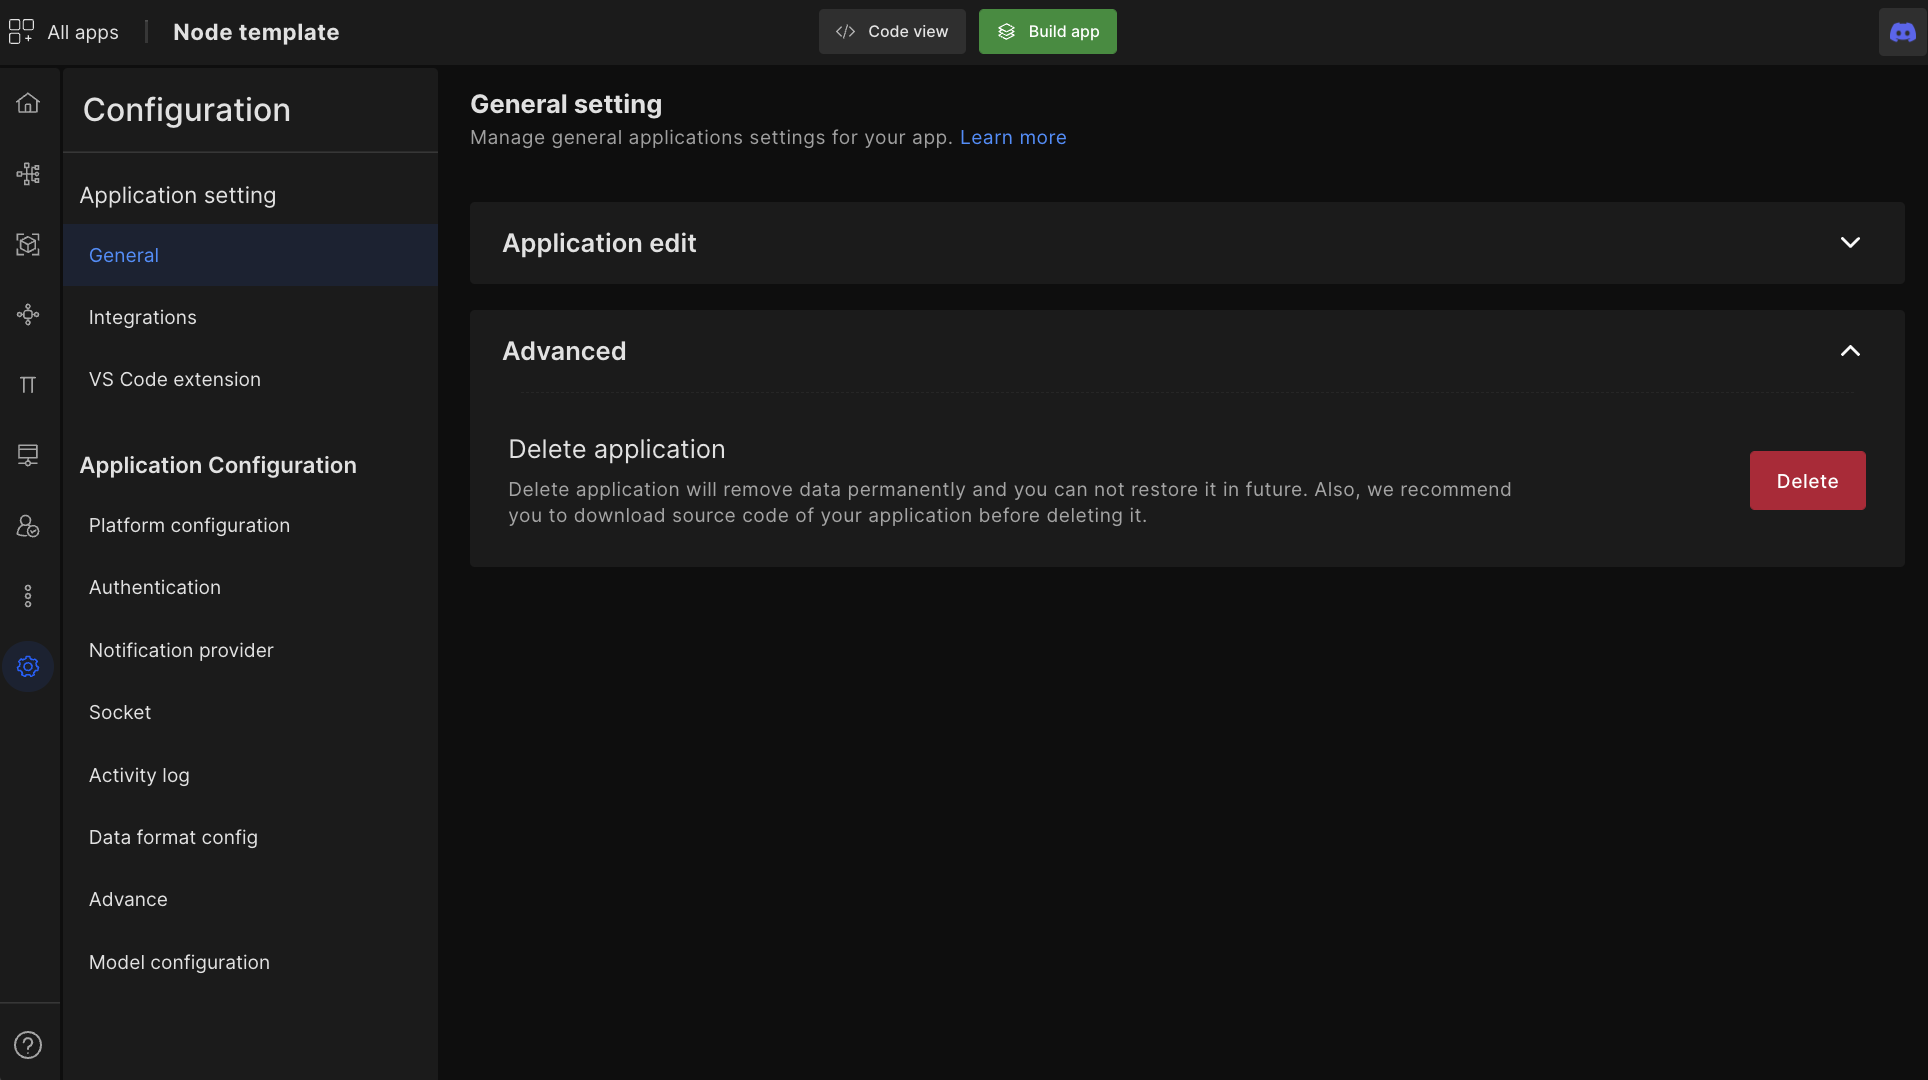 All apps
Node template
Code view
Build app
Configuration
Application setting
General
Integrations
VS Code extension
Application Configuration
Platform configuration
Authentication
Notification provider
Socket
Activity log
Data format config
Advance
Model configuration
General setting
Manage general applications settings for your app. Learn more
Application edit
Advanced
Delete application
Delete application will remove data permanently and you can not restore it in future. Also, we recommend
you to download source code of your application before deleting it.
Delete